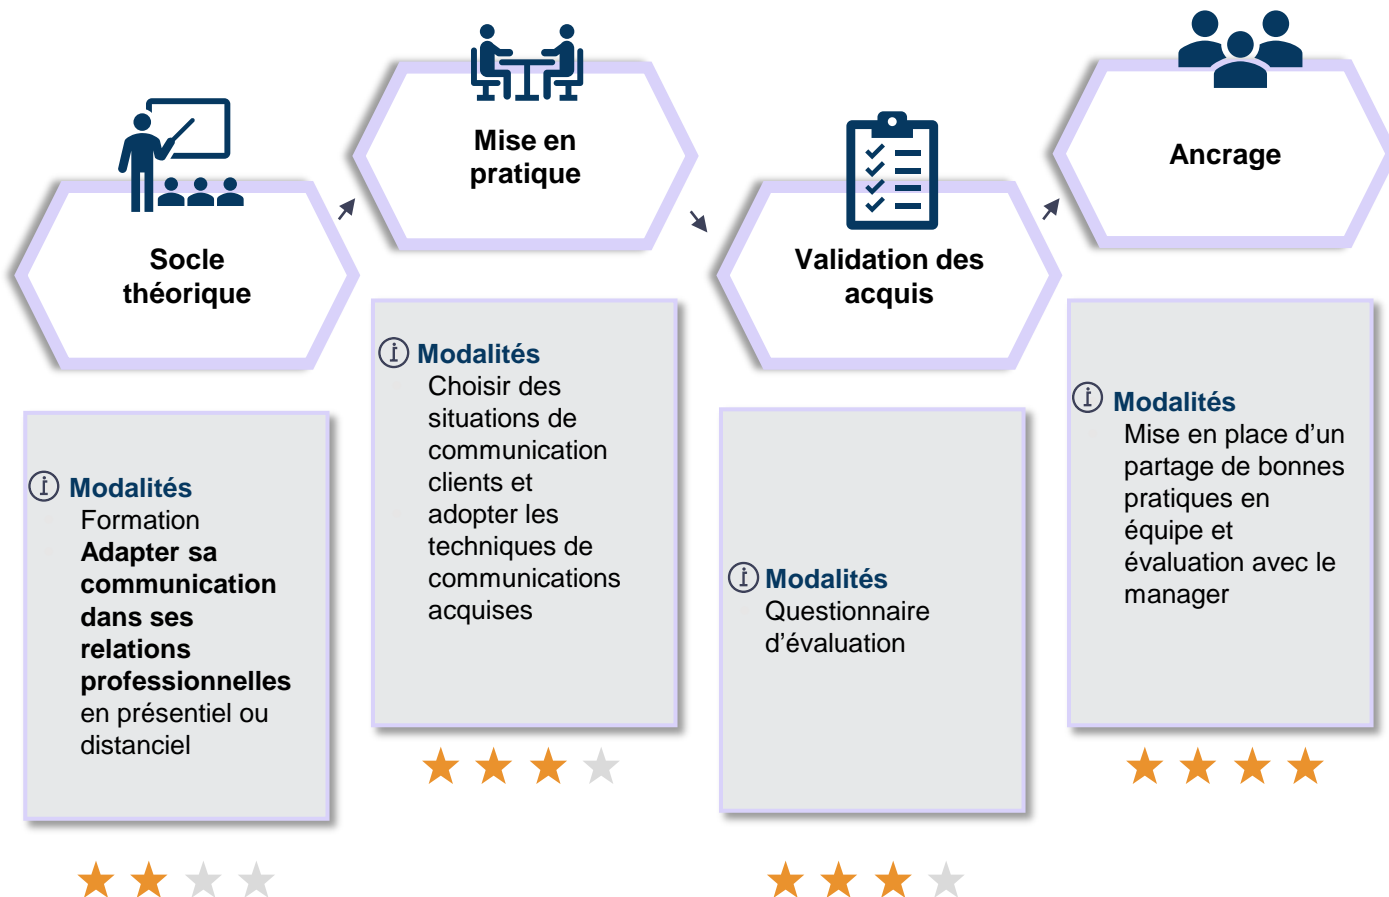 Socle
théorique
Modalités
Formation
Adapter sa
communication
dans ses
relations
professionnelles
en présentiel ou
distanciel
Mise en
pratique
Modalités
Choisir des
situations de
communication
clients et
adopter les
techniques de
communications
acquises
Validation des
acquis
Modalités
Questionnaire
d’évaluation
Ancrage
Modalités
Mise en place d’un
partage de bonnes
pratiques en
équipe et
évaluation avec le
manager